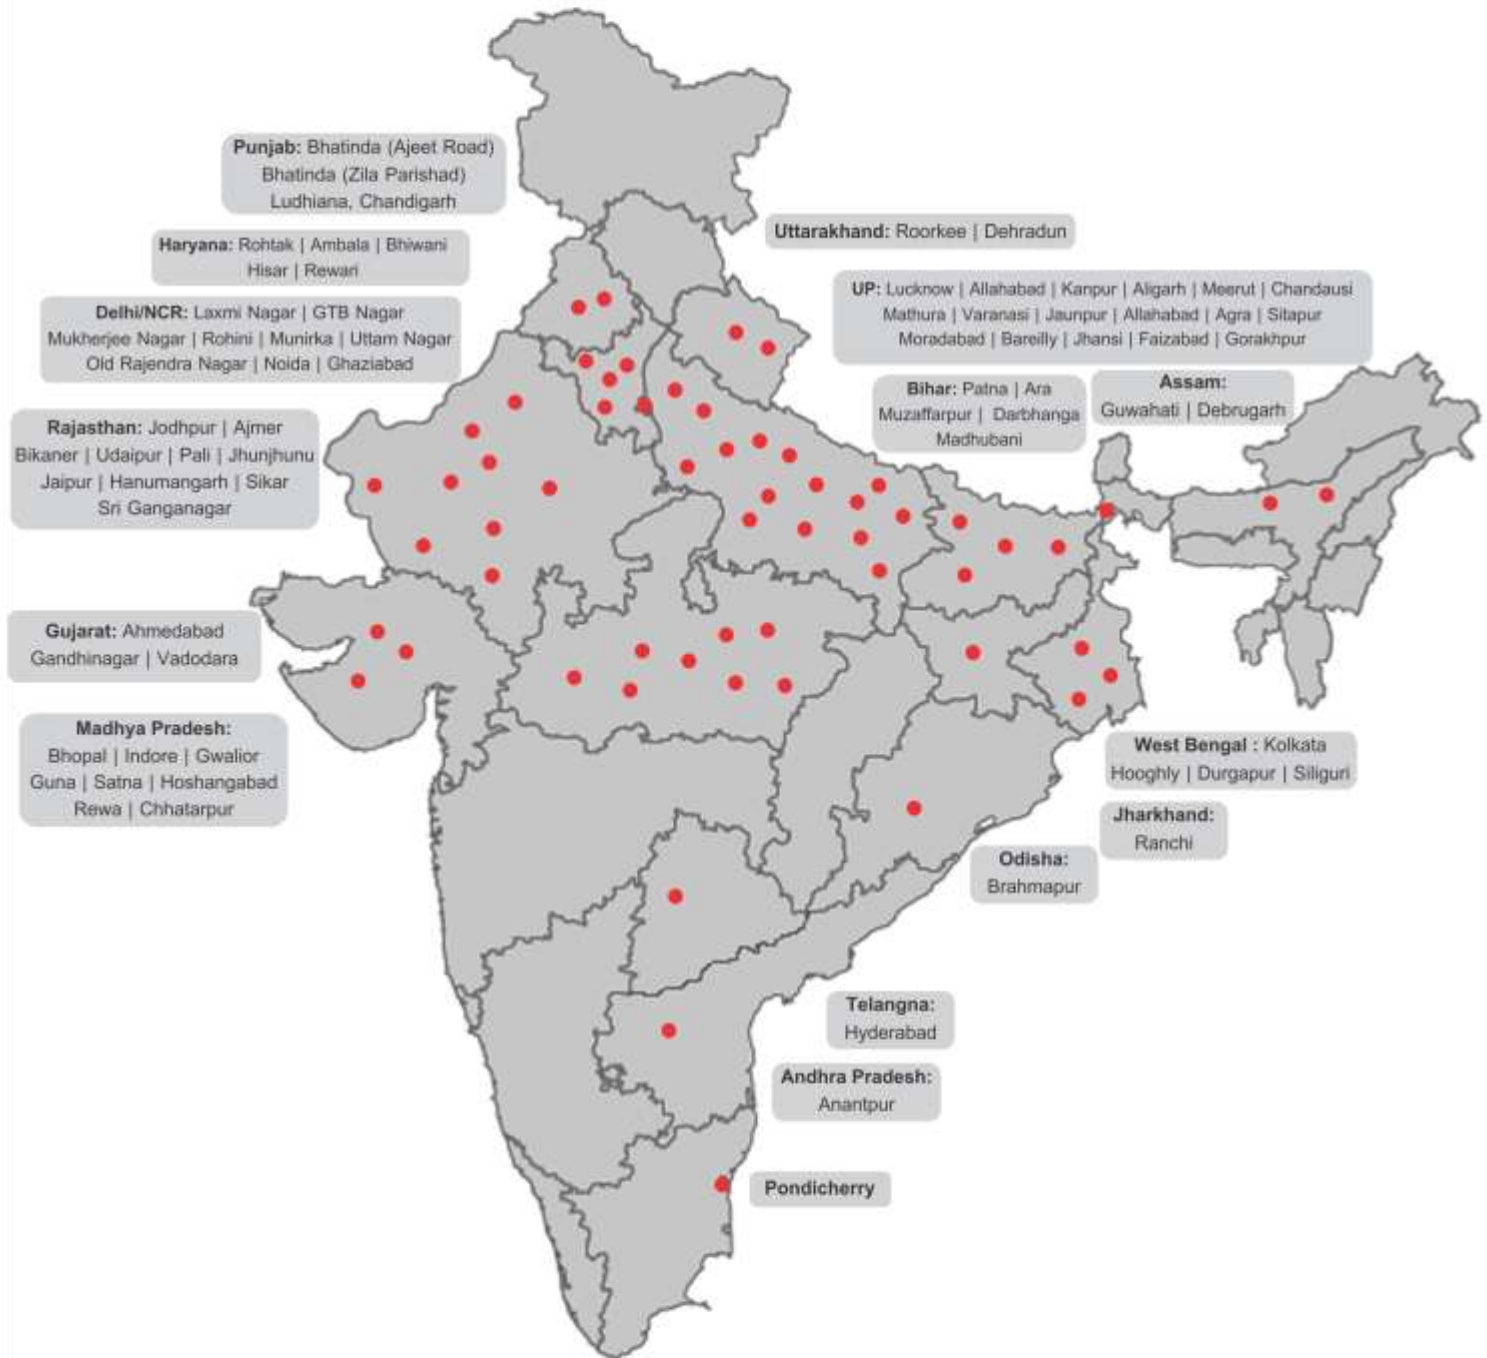 Punjab: Bhatinda (Ajeet Road)
Bhatinda (Zila Parishad)
Ludhiana, Chandigarh
Uttarakhand: Roorkee | Dehradun
Haryana: Rohtak | Ambala | Bhiwani
Hisar | Rewari
UP: Lucknow | Allahabad | Kanpur | Aligarh | Meerut | Chandausi
Mathura | Varanasi | Jaunpur | Allahabad | Agra | Sitapur
Moradabad | Bareilly | Jhansi | Faizabad | Gorakhpur
Delhi/NCR: Laxmi Nagar | GTB Nagar
Mukherjee Nagar | Rohini | Munirka | Uttam Nagar
Old Rajendra Nagar | Noida | Ghaziabad
Bihar: Patna | Ara
Muzaffarpur | Darbhanga
Madhubani
Assam:
Guwahati | Debrugarh
Rajasthan: Jodhpur | Ajmer
Bikaner | Udaipur | Pali | Jhunjhunu
Jaipur | Hanumangarh | Sikar
Sri Ganganagar
Gujarat: Ahmedabad
Gandhinagar | Vadodara
Madhya Pradesh:
Bhopal | Indore | Gwalior
Guna | Satna | Hoshangabad
Rewa | Chhatarpur
West Bengal : Kolkata
Hooghly | Durgapur | Siliguri
Jharkhand:
Ranchi
Odisha:
Brahmapur
Telangna:
Hyderabad
Andhra Pradesh:
Anantpur
Pondicherry